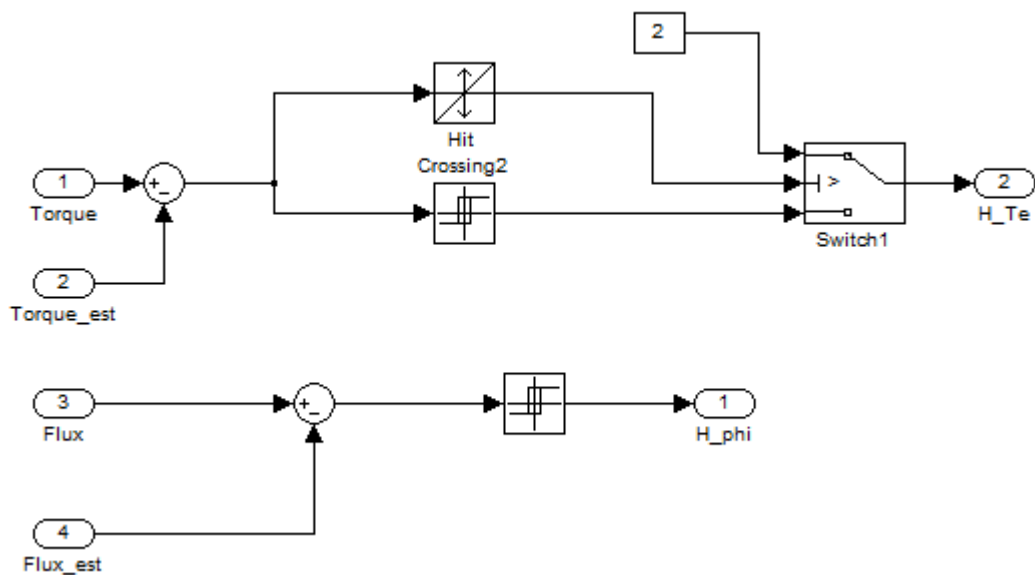 2
Hit
Crossing2
1
Torque
+
−
>
Switch1
2
H_Te
2
Torque_est
3
Flux
+
−
1
H_phi
4
Flux_est